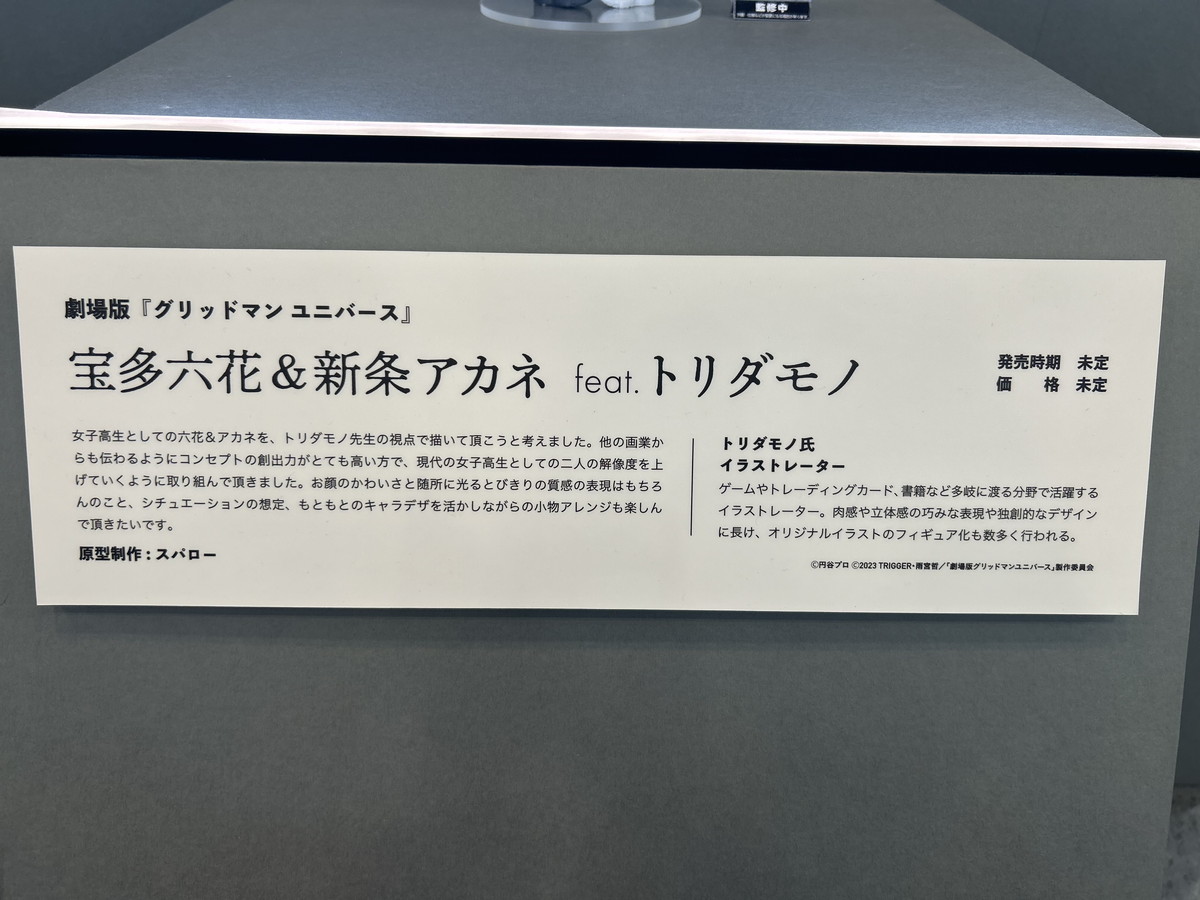 監修中
劇場版『グリッドマン ユニバース』
宝多六花&新条アカネ feat.トリダモノ
発売時期 未定
価 格 未定
女子高生としての六花&アカネを、トリダモノ先生の視点で描いて頂こうと考えました。他の画業か
らも伝わるようにコンセプトの創出力がとても高い方で、現代の女子高生としての二人の解像度を上
げていくように取り組んで頂きました。お顔のかわいさと随所に光るとびきりの質感の表現はもちろ
んのこと、シチュエーションの想定、もともとのキャラデザを活かしながらの小物アレンジも楽しん
で頂きたいです。
原型制作:スパロー
トリダモノ氏
イラストレーター
ゲームやトレーディングカード、書籍など多岐に渡る分野で活躍する
イラストレーター。肉感や立体感の巧みな表現や独創的なデザイン
に長け、オリジナルイラストのフィギュア化も数多く行われる。
©円谷プロ ©2023 TRIGGER・雨宮哲/「劇場版グリッドマンユニバース」製作委員会